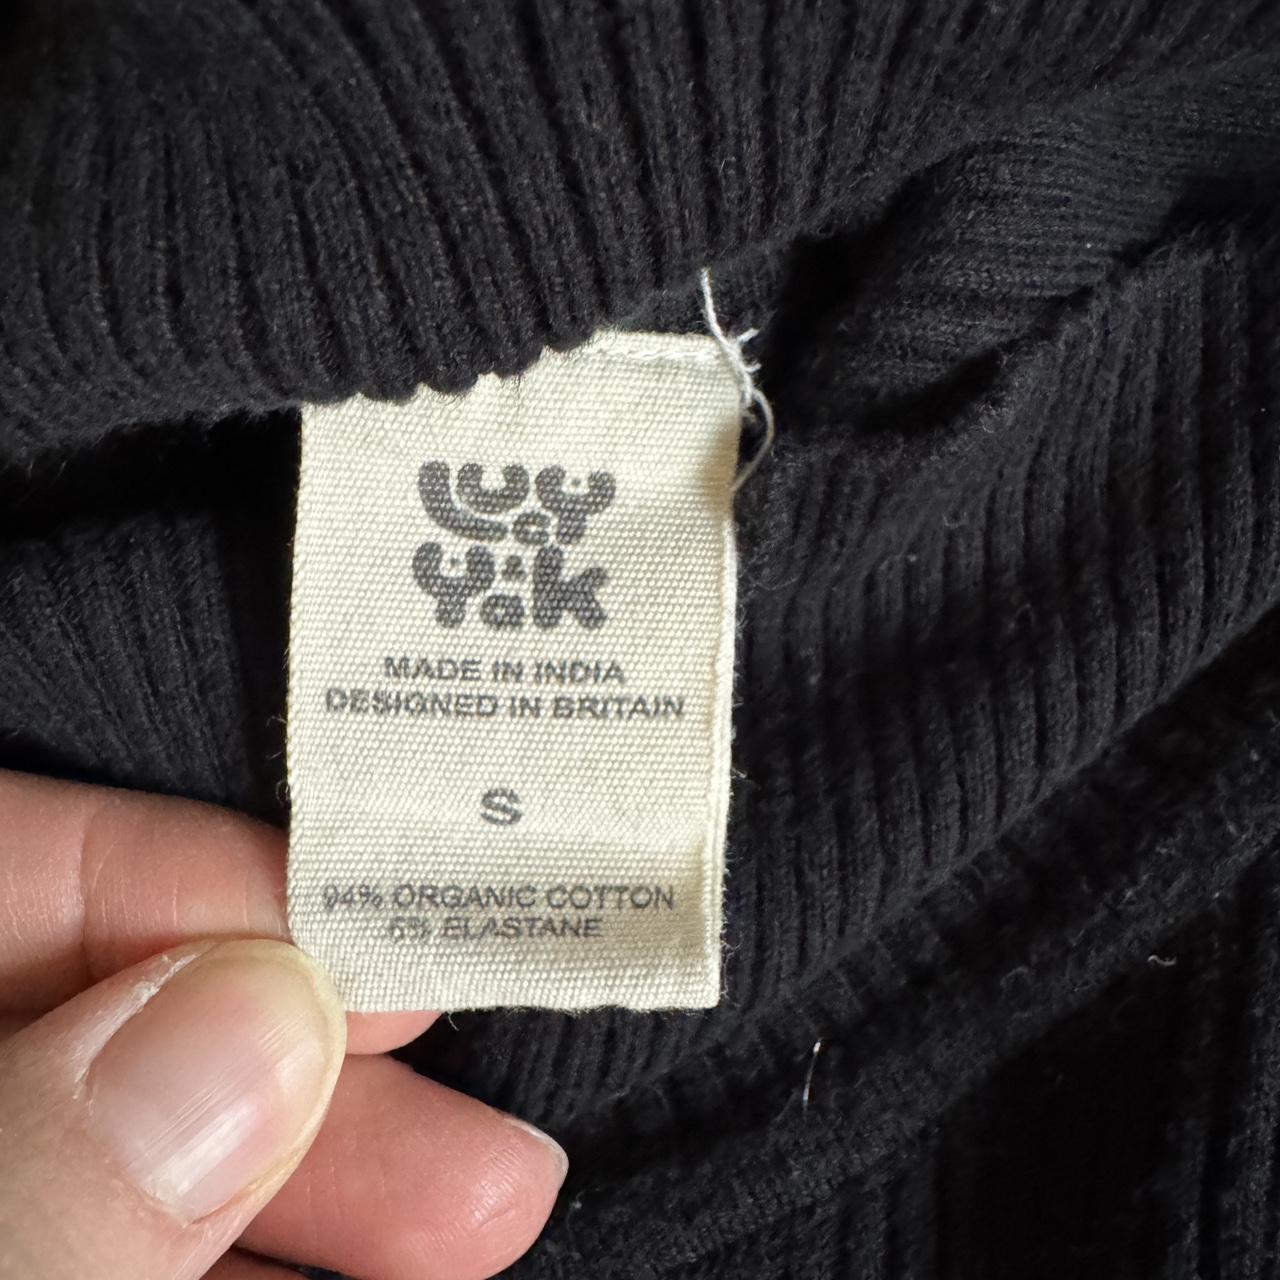 Lucy
& Yak
MADE IN INDIA
DESIGNED IN BRITAIN
S
94% ORGANIC COTTON
6% ELASTANE